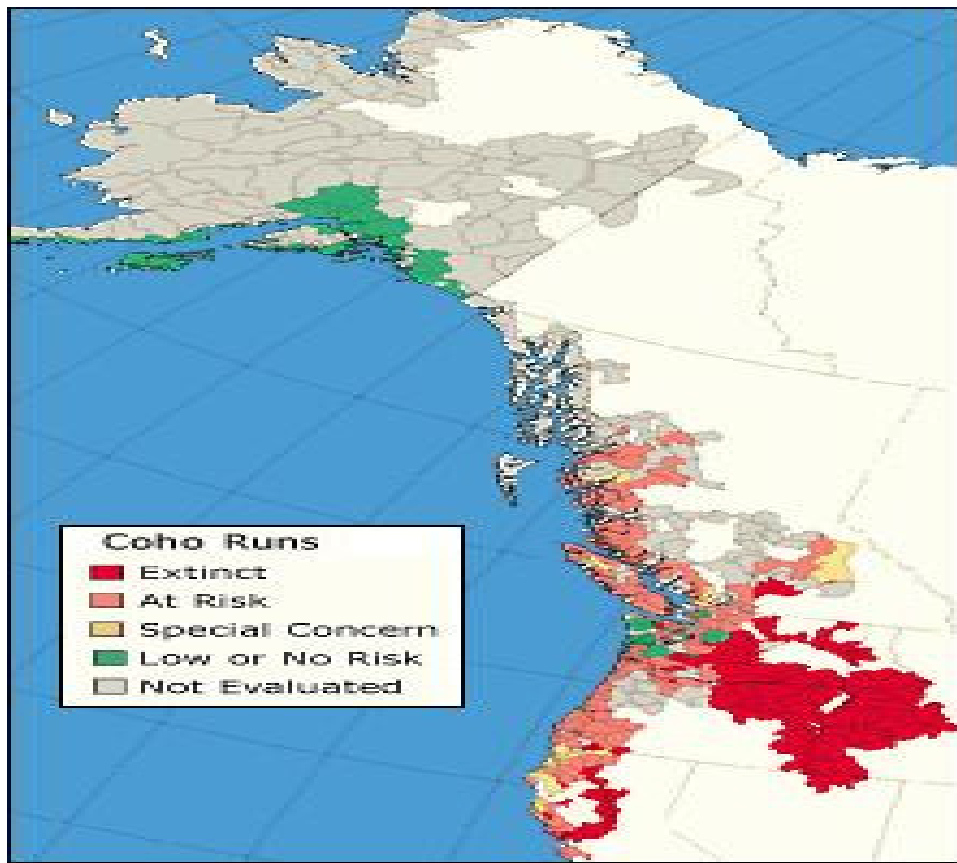 Coho Runs
Extinct
At Risk
Special Concern
Low or No Risk
Not Evaluated